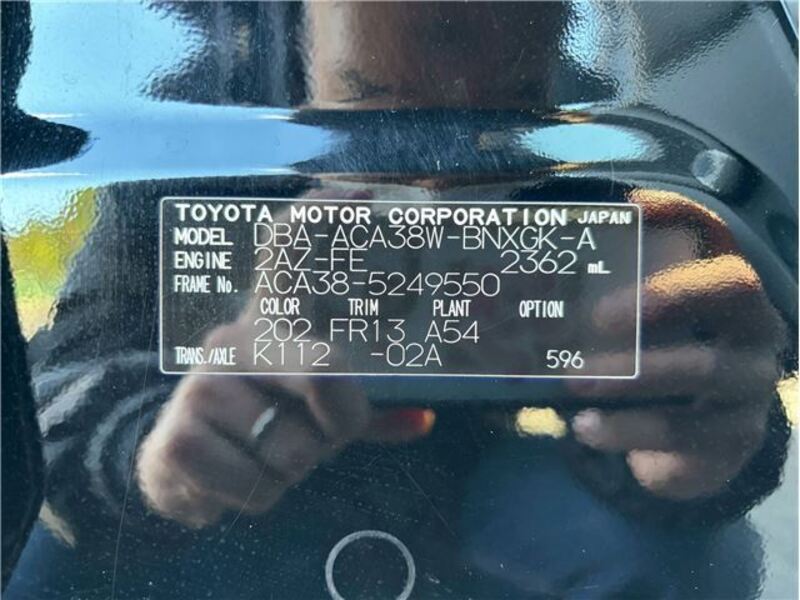 TOYOTA MOTOR CORPORATION JAPAN
MODEL DBA-ACA38W-BNXGK-A
ENGINE 2AZ-FE 2362 mL
FRAME No. ACA38-5249550
COLOR TRIM PLANT OPTION
202 FR13 A54
TRANS./AXLE K112 -02A 596